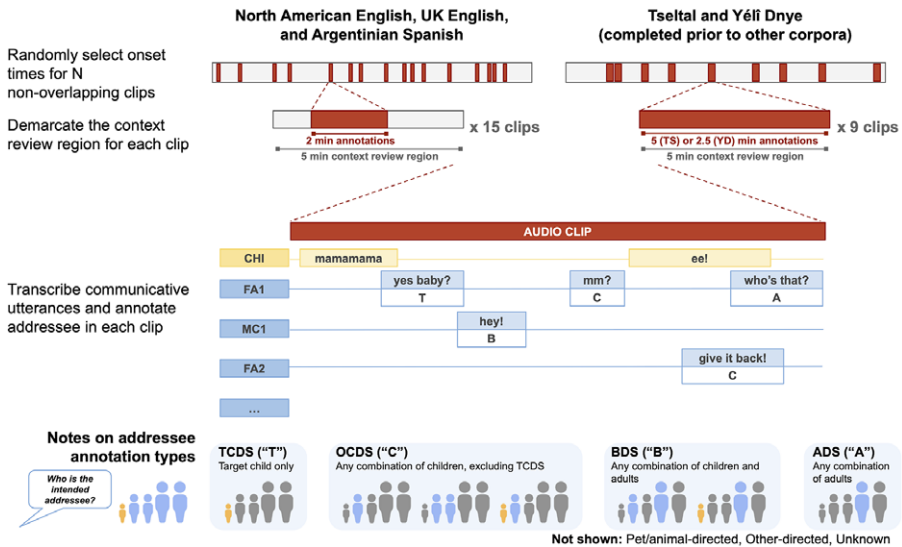 North American English, UK English,
and Argentinian Spanish
Tseltal and Yélî Dnye
(completed prior to other corpora)
Randomly select onset
times for N
non-overlapping clips
Demarcate the context
review region for each clip
2 min annotations
5 min context review region
x 15 clips
5 (TS) or 2.5 (YD) min annotations
5 min context review region
x 9 clips
AUDIO CLIP
Transcribe communicative
utterances and annotate
addressee in each clip
CHI
mamamama
ee!
FA1
yes baby?
T
mm?
C
who's that?
A
MC1
hey!
B
FA2
give it back!
C
...
Notes on addressee
annotation types
Who is the
intended
addressee?
TCDS ("T")
Target child only
OCDS ("C")
Any combination of children, excluding TCDS
BDS ("B")
Any combination of children and
adults
ADS ("A")
Any combination
of adults
Not shown: Pet/animal-directed, Other-directed, Unknown